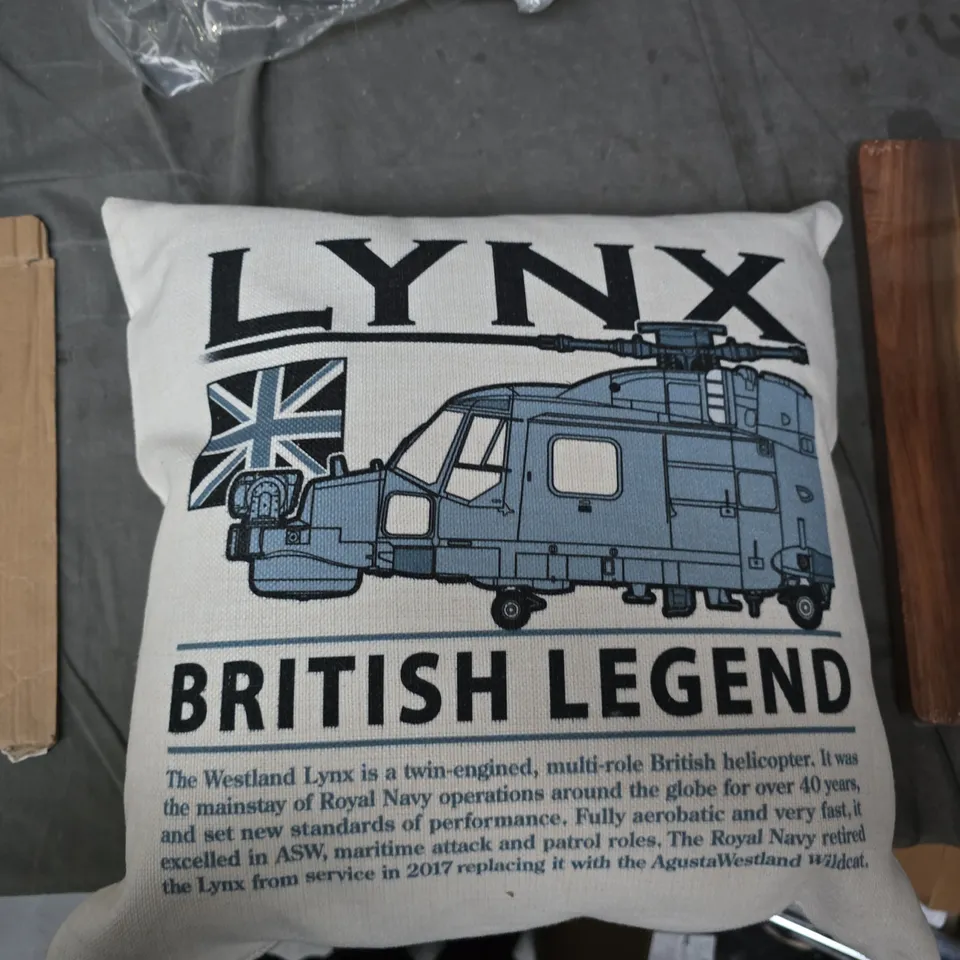 LYNX
BRITISH LEGEND
The Westland Lynx is a twin-engined, multi-role British helicopter. It was
the mainstay of Royal Navy operations around the globe for over 40 years,
and set new standards of performance. Fully aerobatic and very fast, it
excelled in ASW, maritime attack and patrol roles. The Royal Navy retired
the Lynx from service in 2017 replacing it with the AgustaWestland Wildcat.